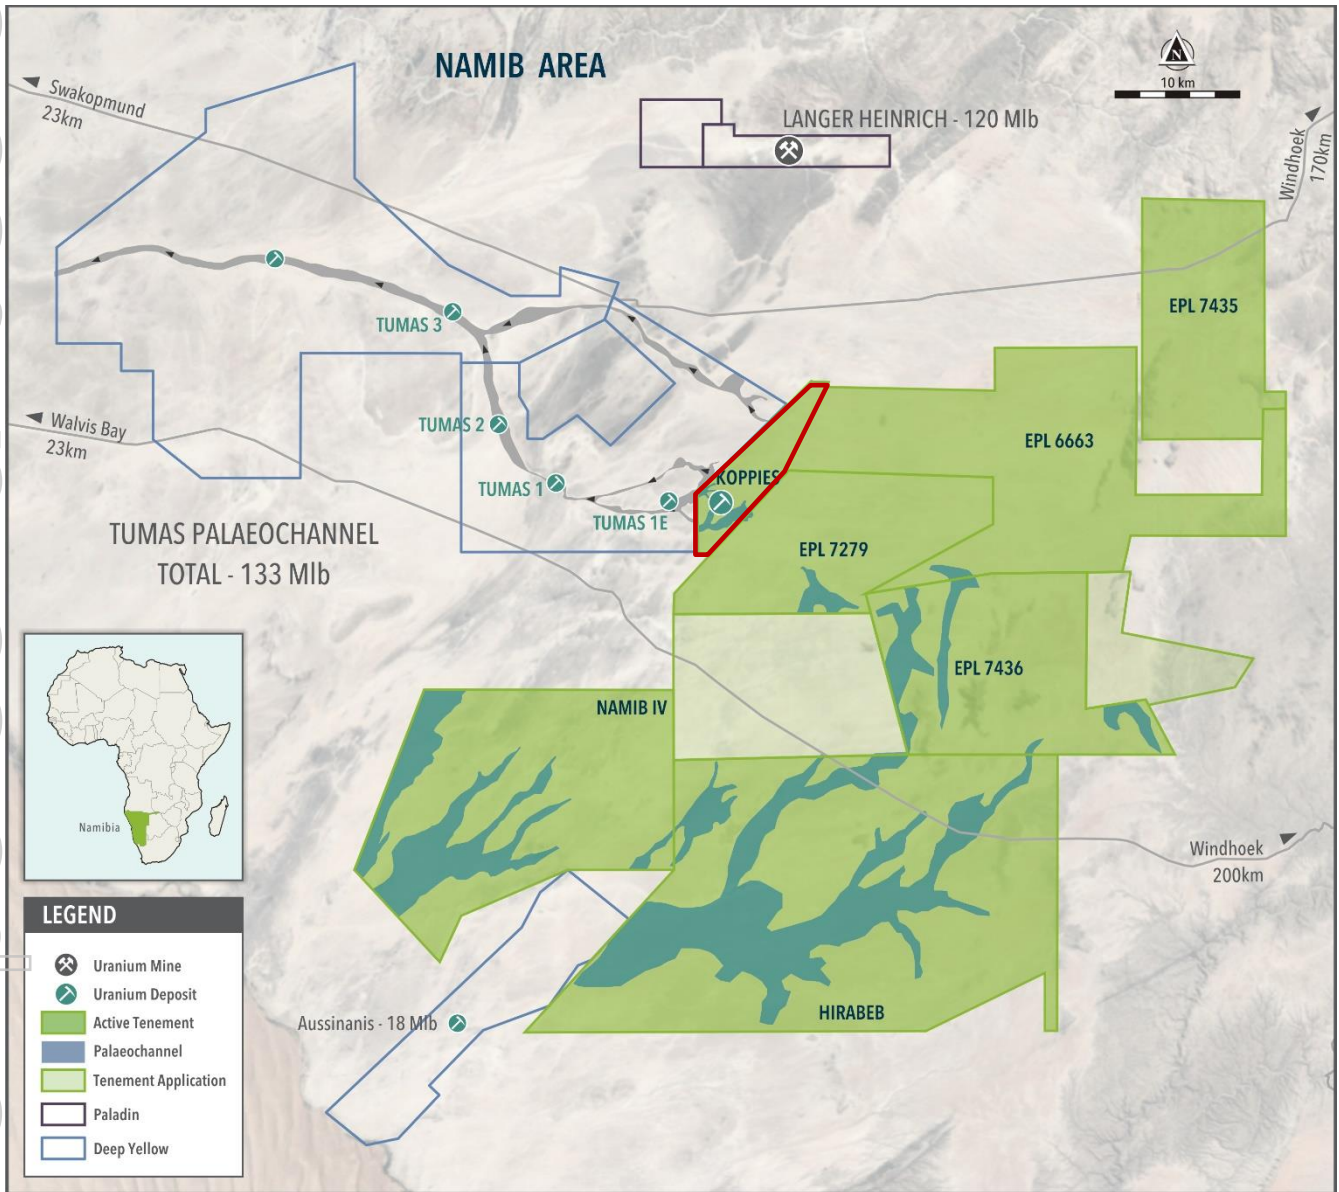 NAMIB AREA
N
10 km
Swakopmund
23km
LANGER HEINRICH - 120 Mlb
Windhoek
170km
EPL 7435
TUMAS 3
EPL 6663
Walvis Bay
23km
TUMAS 2
KOPPIES
TUMAS 1
TUMAS 1E
TUMAS PALAEOCHANNEL
TOTAL - 133 Mlb
EPL 7279
EPL 7436
NAMIB IV
Namibia
Windhoek
200km
LEGEND
Uranium Mine
Uranium Deposit
Active Tenement
Palaeochannel
Tenement Application
Paladin
Deep Yellow
Aussinanis - 18 Mlb
HIRABEB